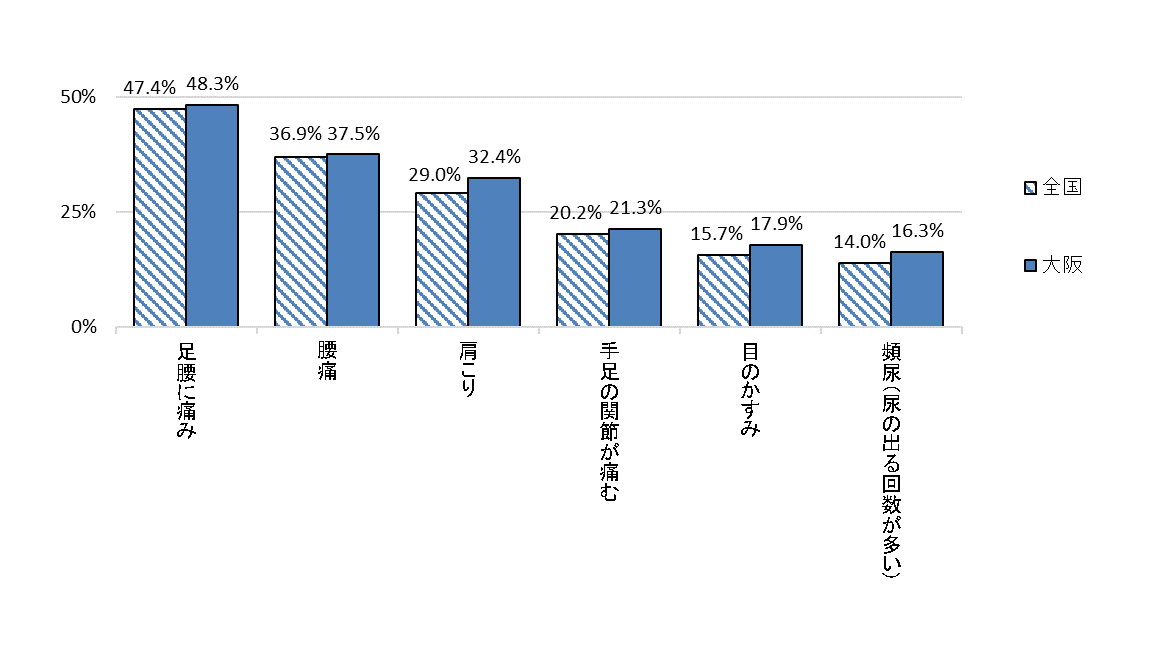 47.4%
48.3%
36.9%
37.5%
29.0%
32.4%
20.2%
21.3%
15.7%
17.9%
14.0%
16.3%
50%
25%
0%
足腰に痛み
腰痛
肩こり
手足の関節が痛む
目のかすみ
頻尿(尿の出る回数が多い)
全国
大阪